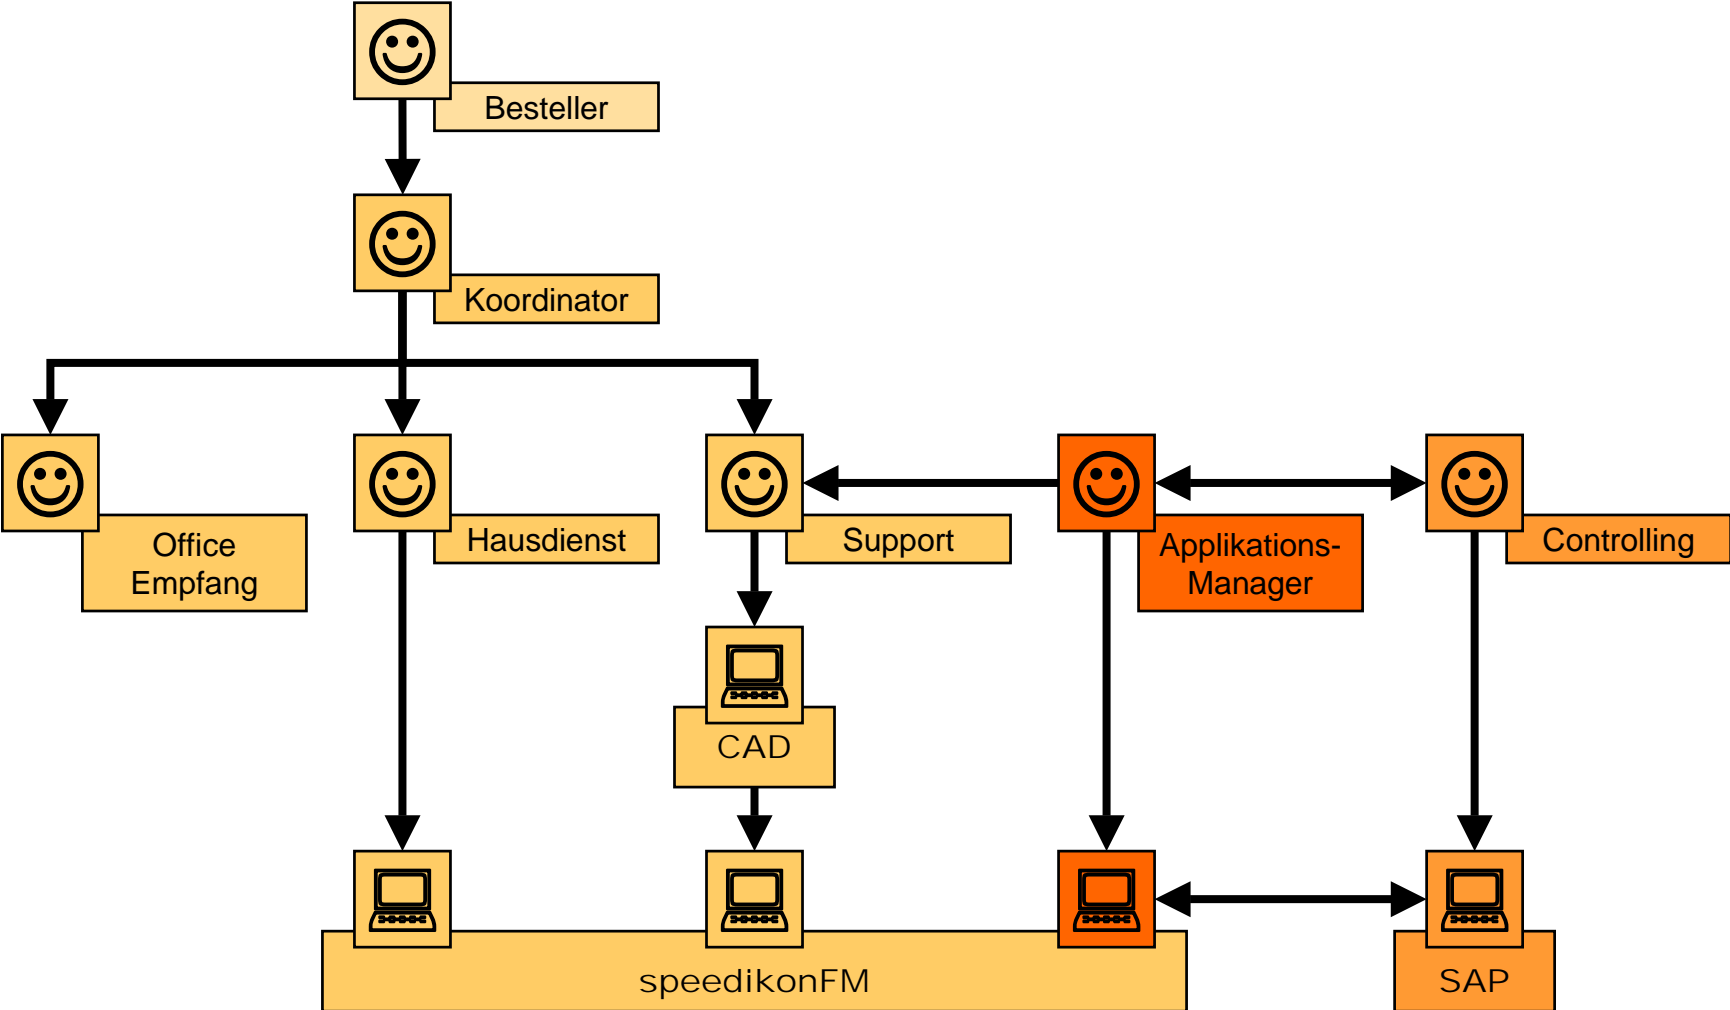 Besteller
Koordinator
Office
Empfang
Hausdienst
Support
Applikations-
Manager
Controlling
CAD
speedikonFM
SAP